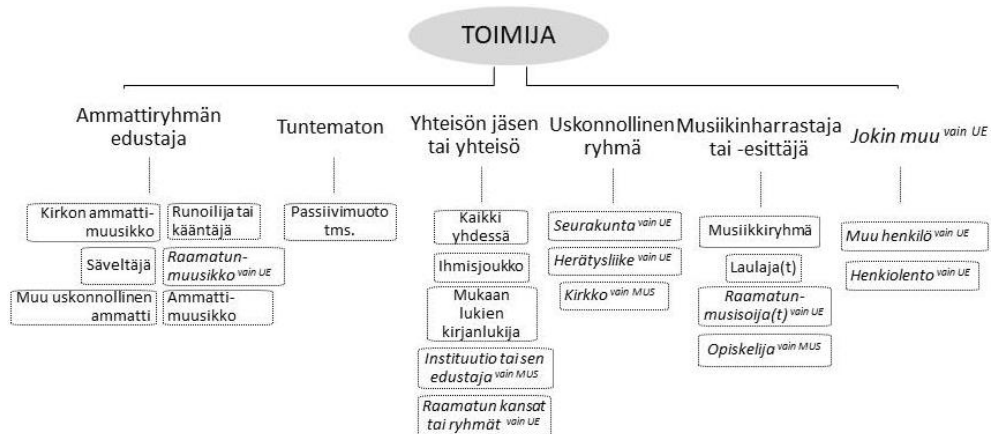 TOIMIJA
Ammattiryhmän
edustaja
Kirkon ammatti-
muusikko
Runoilija tai
kääntäjä
Säveltäjä
Raamatun-
muusikko vain UE
Muu uskonnollinen
ammatti
Ammatti-
muusikko
Tuntematon
Passiivimuoto
tms.
Yhteisön jäsen
tai yhteisö
Kaikki
yhdessä
Ihmisjoukko
Mukaan
lukien
kirjanlukija
Instituutio tai sen
edustaja vain MUS
Raamatun kansat
tai ryhmät vain UE
Uskonnollinen
ryhmä
Seurakunta vain UE
Herätysliike vain UE
Kirkko vain MUS
Musiikinharrastaja
tai -esittäjä
Musiikkiryhmä
Laulaja(t)
Raamatun-
musisoija(t) vain UE
Opiskelija vain MUS
Jokin muu vain UE
Muu henkilö vain UE
Henkiolento vain UE